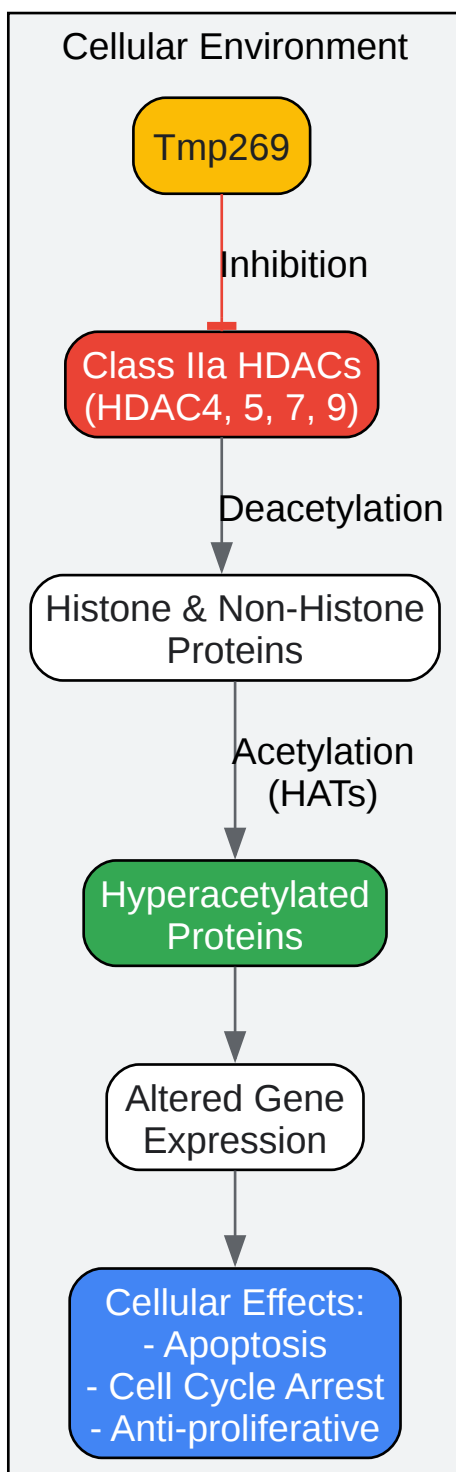 Cellular Environment
Tmp269
Inhibition
Class IIa HDACs
(HDAC4, 5, 7, 9)
Deacetylation
Histone & Non-Histone
Proteins
Acetylation
(HATs)
Hyperacetylated
Proteins
Altered Gene
Expression
Cellular Effects:
- Apoptosis
- Cell Cycle Arrest
- Anti-proliferative